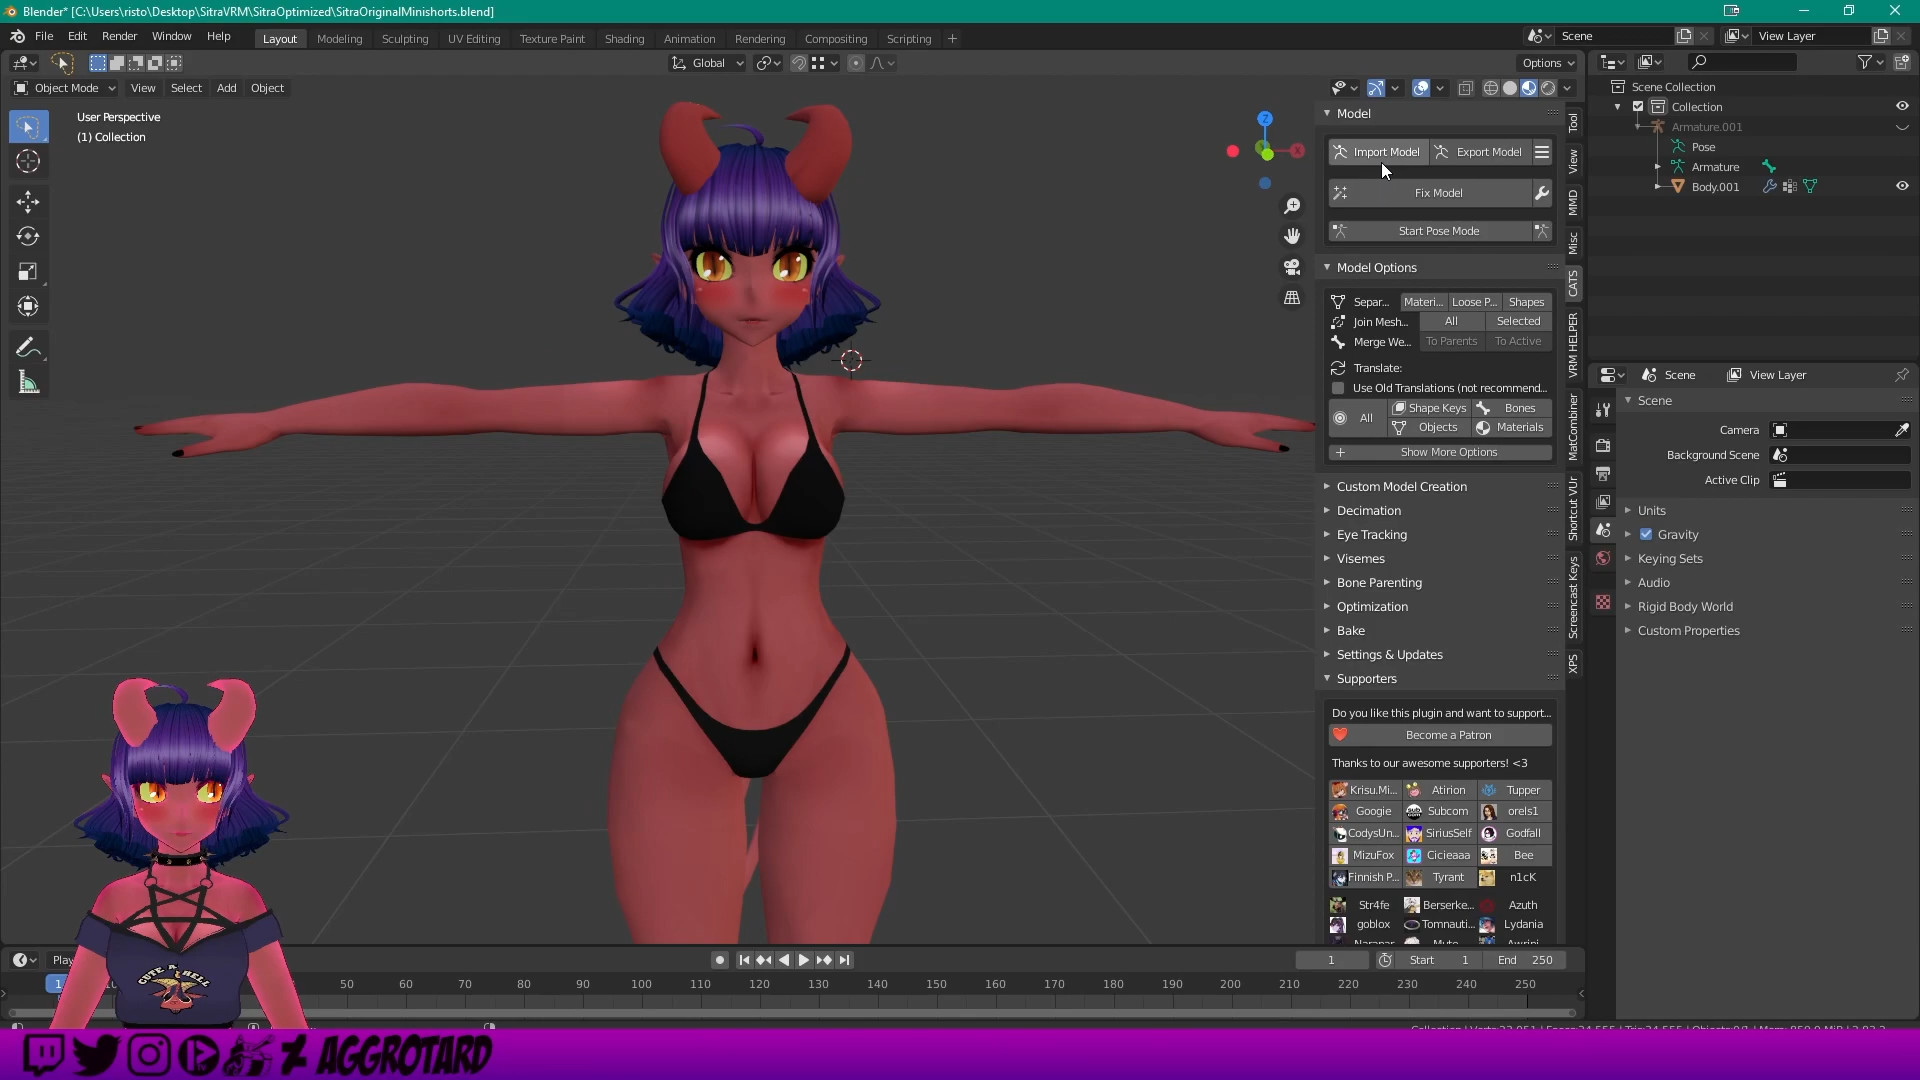 Blender* [C:\Users\risto\Desktop\SitraVRM\SitraOptimized\SitraOriginalMinishorts.blend]
File Edit Render Window Help
Layout Modeling Sculpting UV Editing Texture Paint Shading Animation Rendering Compositing Scripting +
Scene
View Layer
Global
Options
Object Mode View Select Add Object
User Perspective
(1) Collection
Z
X
Model
Import Model Export Model
Fix Model
Start Pose Mode
Model Options
Separ... Materi... Loose P... Shapes
Join Mesh... All Selected
Merge We... To Parents To Active
Translate:
Use Old Translations (not recommend...
All Shape Keys Bones
Objects Materials
Show More Options
Custom Model Creation
Decimation
Eye Tracking
Visemes
Bone Parenting
Optimization
Bake
Settings & Updates
Supporters
Do you like this plugin and want to support...
Become a Patron
Thanks to our awesome supporters! <3
Krisu.Mi... Atirion Tupper
Googie Subcom orels1
CodysUn... SiriusSelf Godfall
MizuFox Cicieaaa Bee
Finnish P... Tyrant n1cK
Str4fe Berserke... Azuth
goblox Tomnauti... Lydania
Tool
View
MMD
Misc
CATS
VRM HELPER
MatCombiner
Shortcut VUr
Screencast Keys
XPS
Scene Collection
Collection
Armature.001
Pose
Armature
Body.001
Scene View Layer
Scene
Camera
Background Scene
Active Clip
Units
Gravity
Keying Sets
Audio
Rigid Body World
Custom Properties
Play
1 Start 1 End 250
1 50 60 70 80 90 100 110 120 130 140 150 160 170 180 190 200 210 220 230 240 250
CUTE AS HELL
AGGROTARD